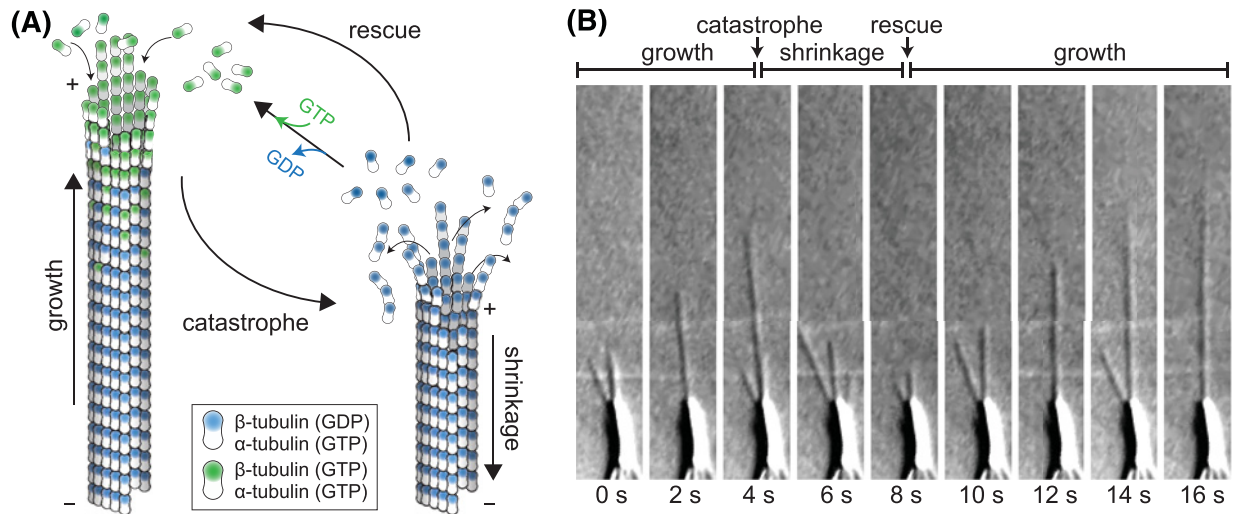 (A)
rescue
+
GTP
GDP
growth
catastrophe
+
shrinkage
β-tubulin (GDP)
α-tubulin (GTP)
β-tubulin (GTP)
α-tubulin (GTP)
–
–
(B)
catastrophe
rescue
growth
shrinkage
growth
0 s
2 s
4 s
6 s
8 s
10 s
12 s
14 s
16 s